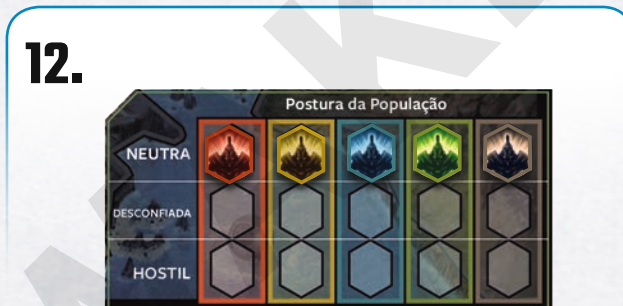 12.
Postura da População
NEUTRA
DESCONFIADA
HOSTIL